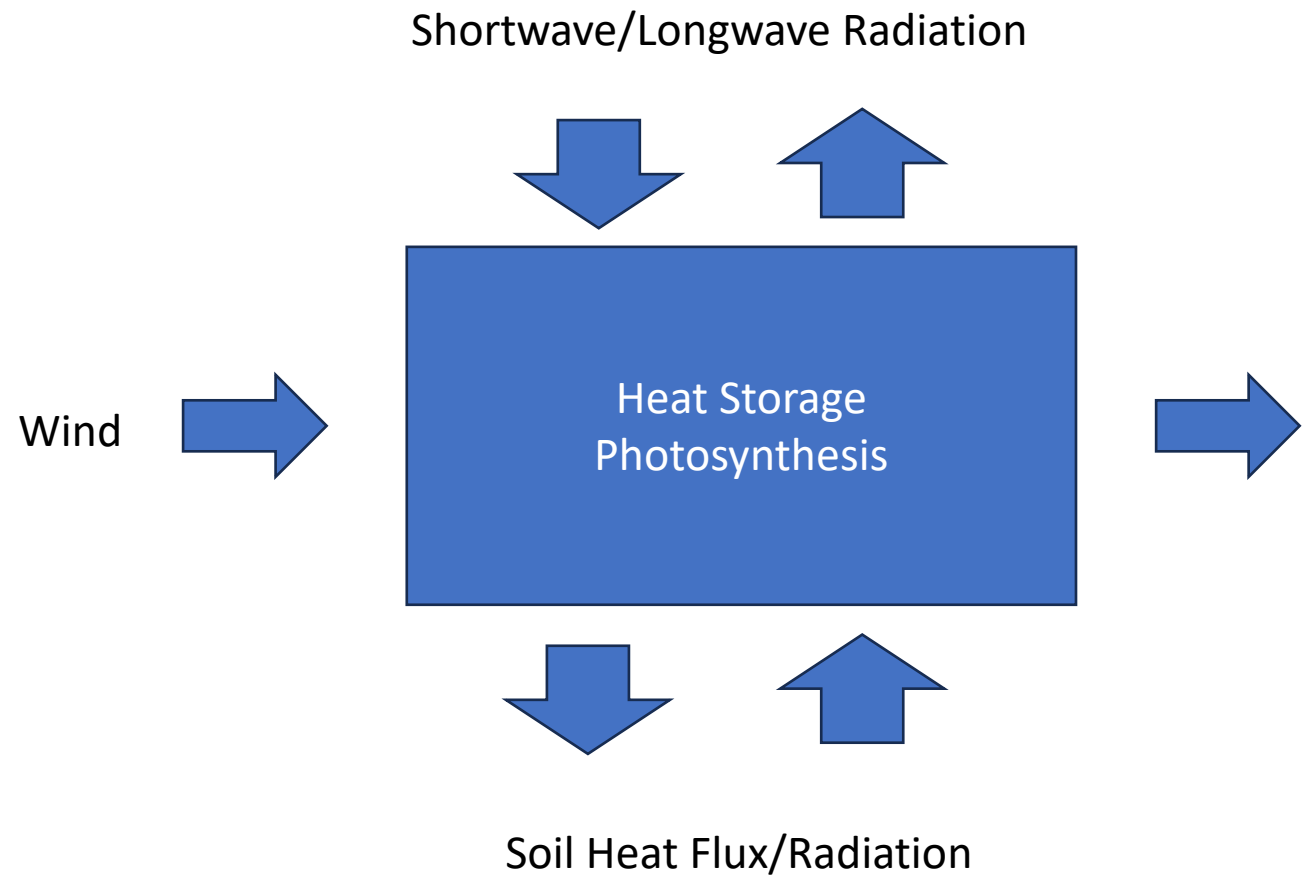 Shortwave/Longwave Radiation
Wind
Heat Storage
Photosynthesis
Soil Heat Flux/Radiation